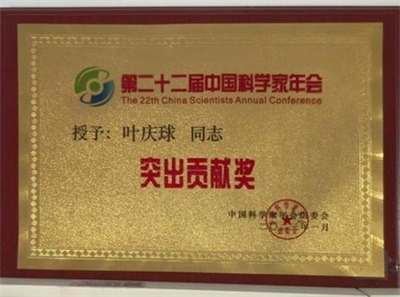 第二十二届中国科学家年会
The 22th China Scientists Annual Conference
授予：叶庆球 同志
突出贡献奖
中国科学家年会组委会
一月